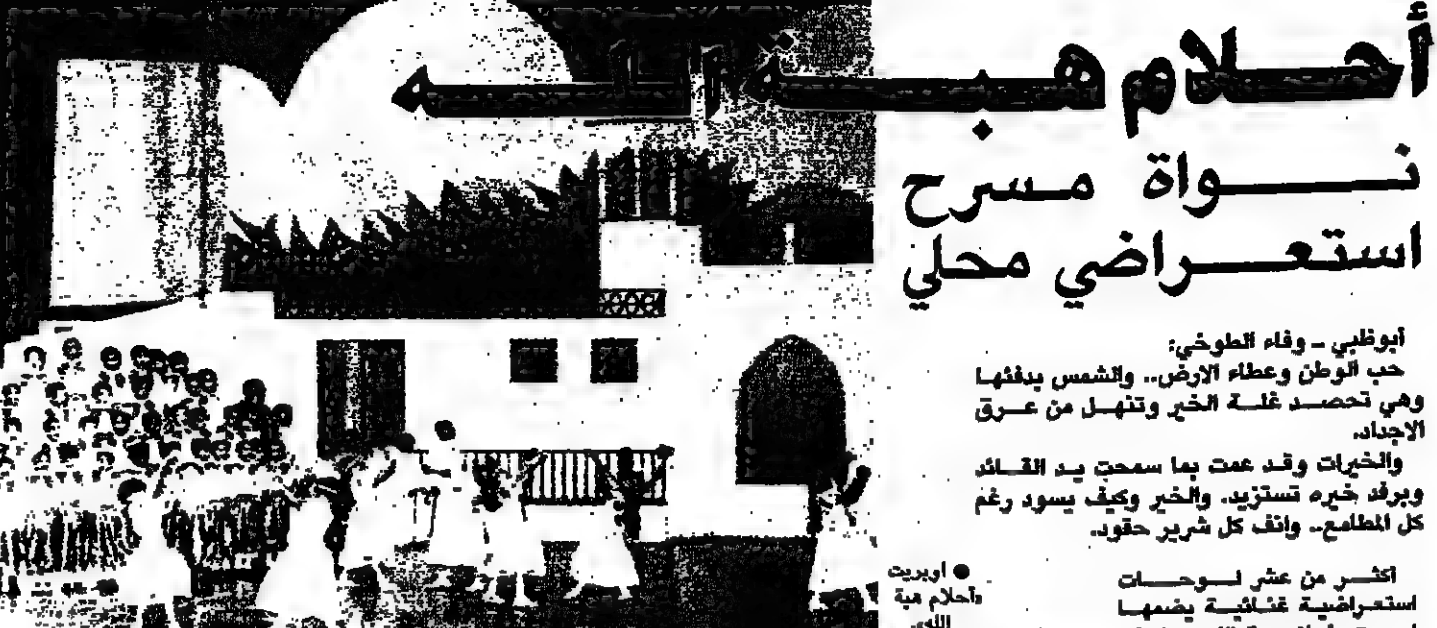 أحلام هبة الله
نواة مسرح
استعراضي محلي
أبوظبي - وفاء الطوخي:
حب الوطن وعطاء الارض.. والشمس يدفئها
وهي تحصد غلة الخير وتنهل من عرق
الاجداد.
والخيرات وقد عمت بما سمحت يد القائد
وبرفد خيره تستزيد. والخير وكيف يسود رغم
كل المطامع.. وانف كل شرير حقود.
اكثر من عشر لوحات
استعراضية غنائية يضمها
● اوبريت
«أحلام هبة
الله»